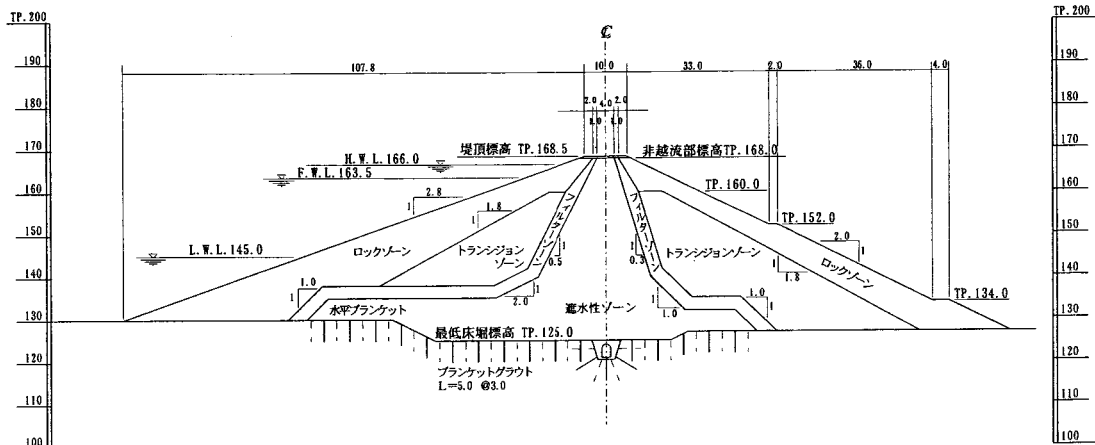 TP.200
190
180
170
160
150
140
130
120
110
100
℄
107.8
10.0
33.0
2.0
36.0
4.0
2.0
4.0
2.0
1.0
1.0
堤頂標高 TP.168.5
非越流部標高TP.168.0
H.W.L.166.0
F.W.L.163.5
L.W.L.145.0
TP.160.0
TP.152.0
TP.134.0
1
2.8
1
1.8
フィルターゾーン
フィルターゾーン
1
2.0
ロックゾーン
トランジション
ゾーン
1
0.5
1
0.3
トランジションゾーン
1
1.8
ロックゾーン
1
1.0
水平ブランケット
1
2.0
遮水性ゾーン
1
1.0
1
1.0
最低床堀標高 TP.125.0
ブランケットグラウト
L=5.0 @3.0
TP.200
190
180
170
160
150
140
130
120
110
100